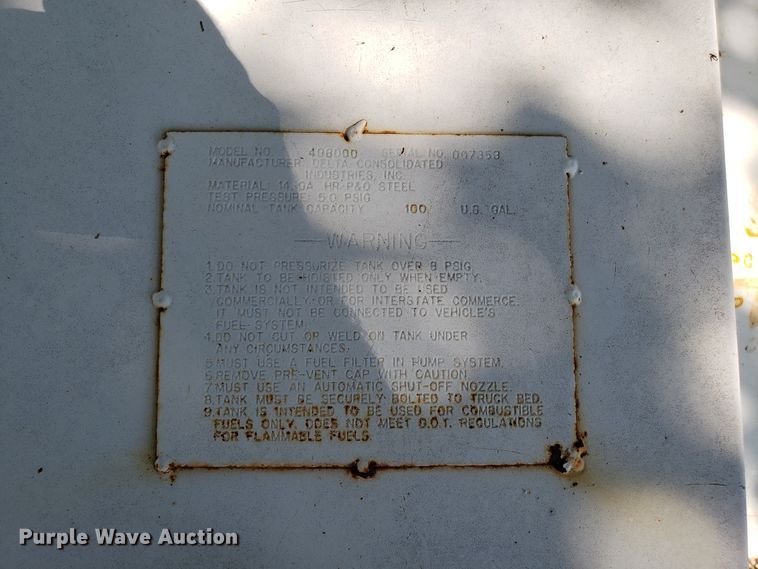 MODEL NO. 498000 SERIAL NO. 007353
MANUFACTURER DELTA CONSOLIDATED
INDUSTRIES, INC.
MATERIAL: 14 GA. HR P&O STEEL
TEST PRESSURE: 5.0 PSIG
NOMINAL TANK CAPACITY 100 U.S. GAL.
WARNING
1. DO NOT PRESSURIZE TANK OVER 8 PSIG.
2. TANK TO BE HOISTED ONLY WHEN EMPTY.
3. TANK IS NOT INTENDED TO BE USED
COMMERCIALLY OR FOR INTERSTATE COMMERCE.
IT MUST NOT BE CONNECTED TO VEHICLE'S
FUEL SYSTEM.
4. DO NOT CUT OR WELD ON TANK UNDER
ANY CIRCUMSTANCES.
5. MUST USE A FUEL FILTER IN PUMP SYSTEM.
6. REMOVE PRE-VENT CAP WITH CAUTION.
7. MUST USE AN AUTOMATIC SHUT-OFF NOZZLE.
8. TANK MUST BE SECURELY BOLTED TO TRUCK BED.
9. TANK IS INTENDED TO BE USED FOR COMBUSTIBLE
FUELS ONLY. DOES NOT MEET D.O.T. REGULATIONS
FOR FLAMMABLE FUELS.
Purple Wave Auction